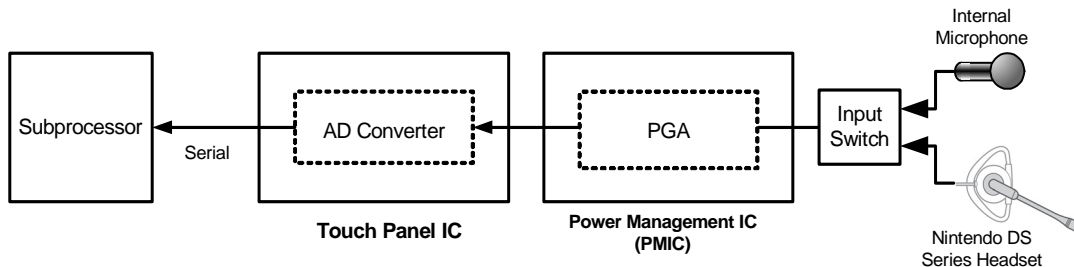 Subprocessor
Serial
AD Converter
Touch Panel IC
PGA
Power Management IC
(PMIC)
Input
Switch
Internal
Microphone
Nintendo DS
Series Headset